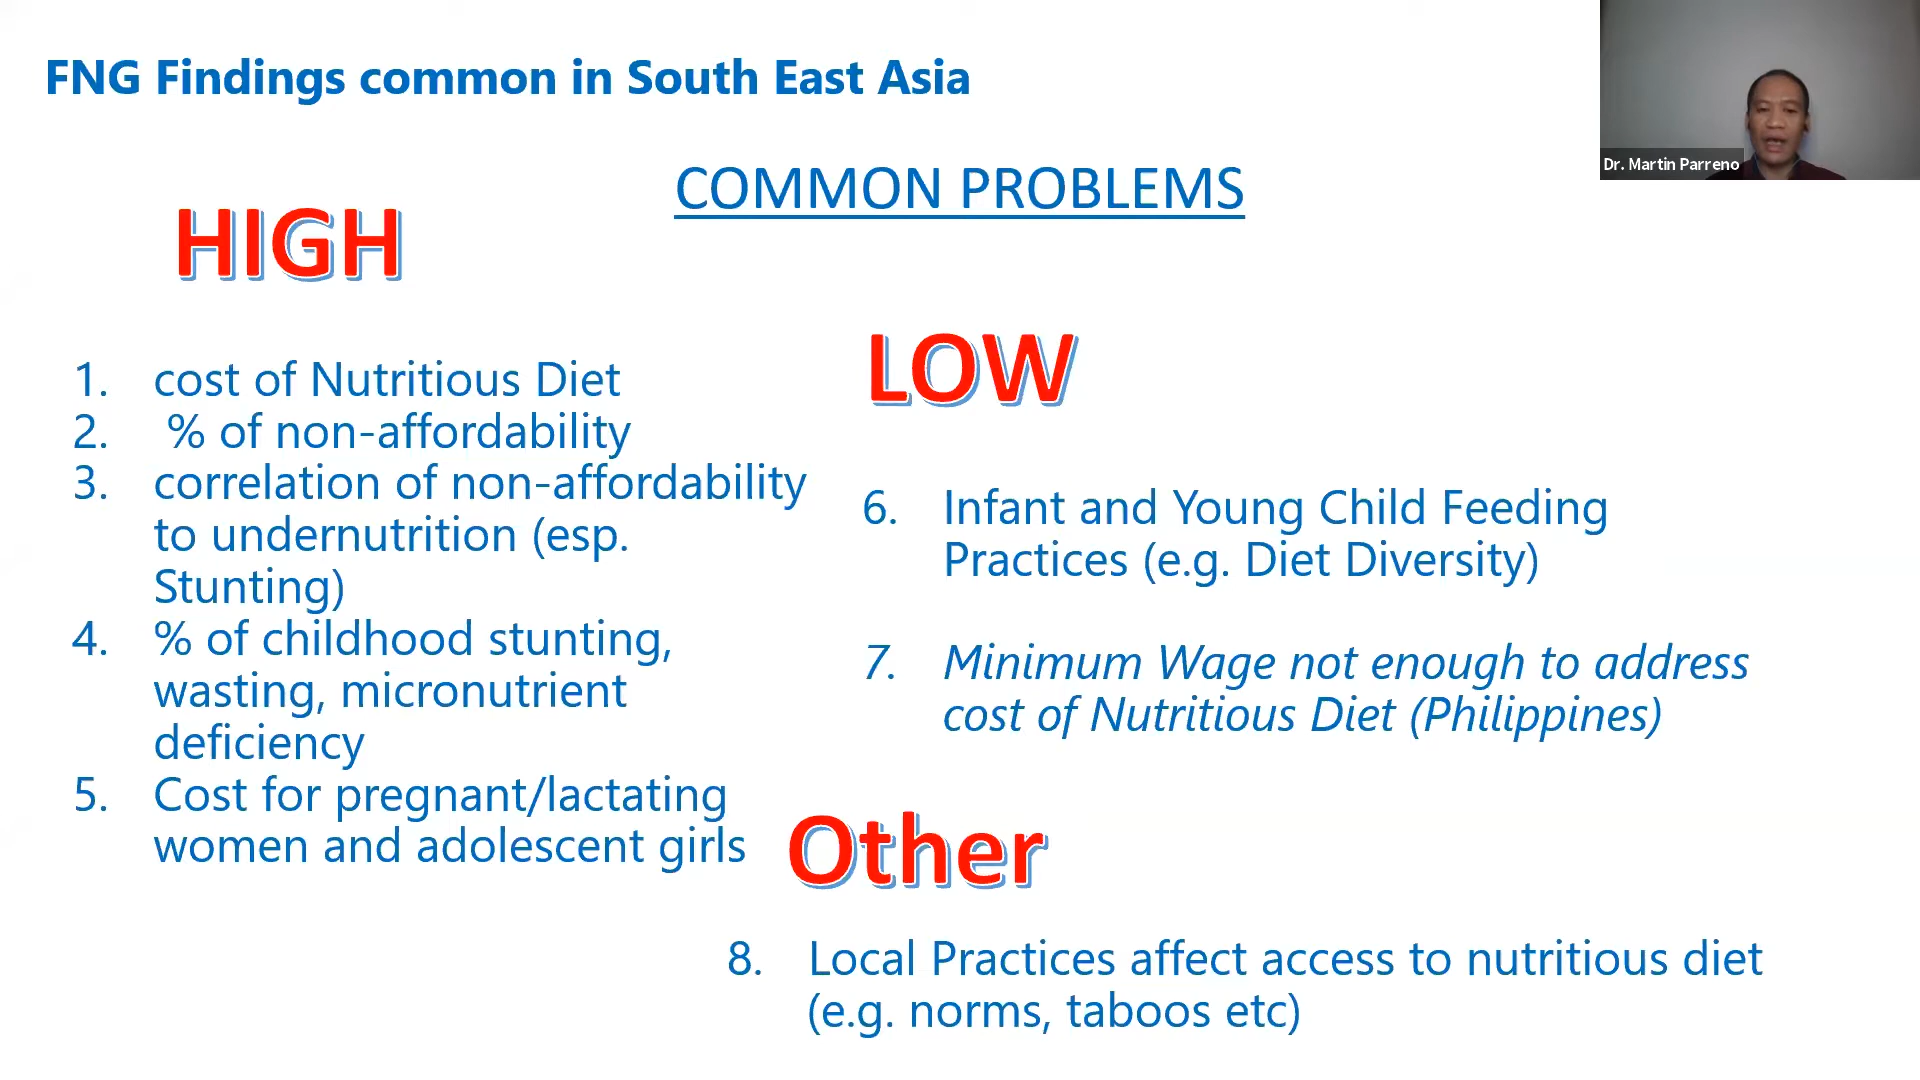 FNG Findings common in South East Asia
Dr. Martin Parreno
COMMON PROBLEMS
HIGH
1. cost of Nutritious Diet
2. % of non-affordability
3. correlation of non-affordability
to undernutrition (esp.
Stunting)
4. % of childhood stunting,
wasting, micronutrient
deficiency
5. Cost for pregnant/lactating
women and adolescent girls
LOW
6. Infant and Young Child Feeding
Practices (e.g. Diet Diversity)
7. Minimum Wage not enough to address
cost of Nutritious Diet (Philippines)
Other
8. Local Practices affect access to nutritious diet
(e.g. norms, taboos etc)